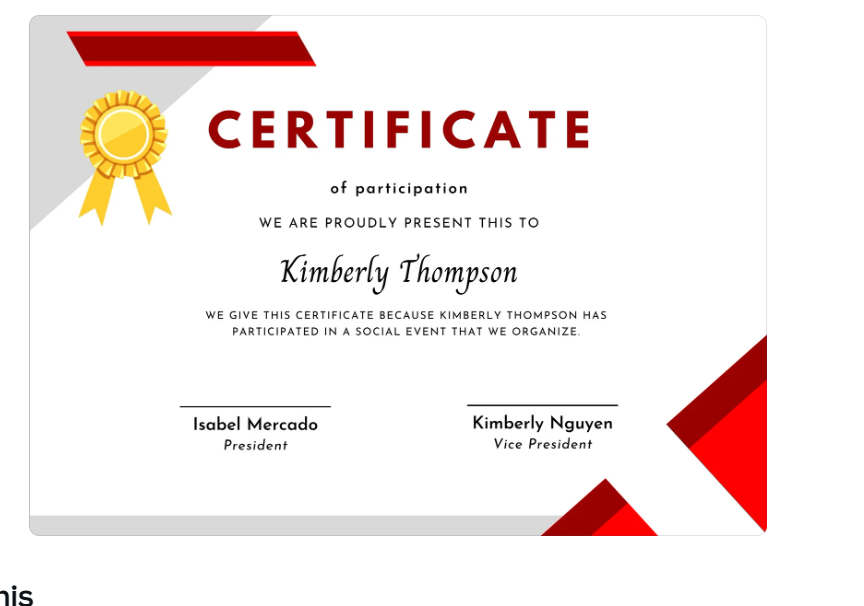 CERTIFICATE
of participation
WE ARE PROUDLY PRESENT THIS TO
Kimberly Thompson
WE GIVE THIS CERTIFICATE BECAUSE KIMBERLY THOMPSON HAS
PARTICIPATED IN A SOCIAL EVENT THAT WE ORGANIZE.
Isabel Mercado
President
Kimberly Nguyen
Vice President